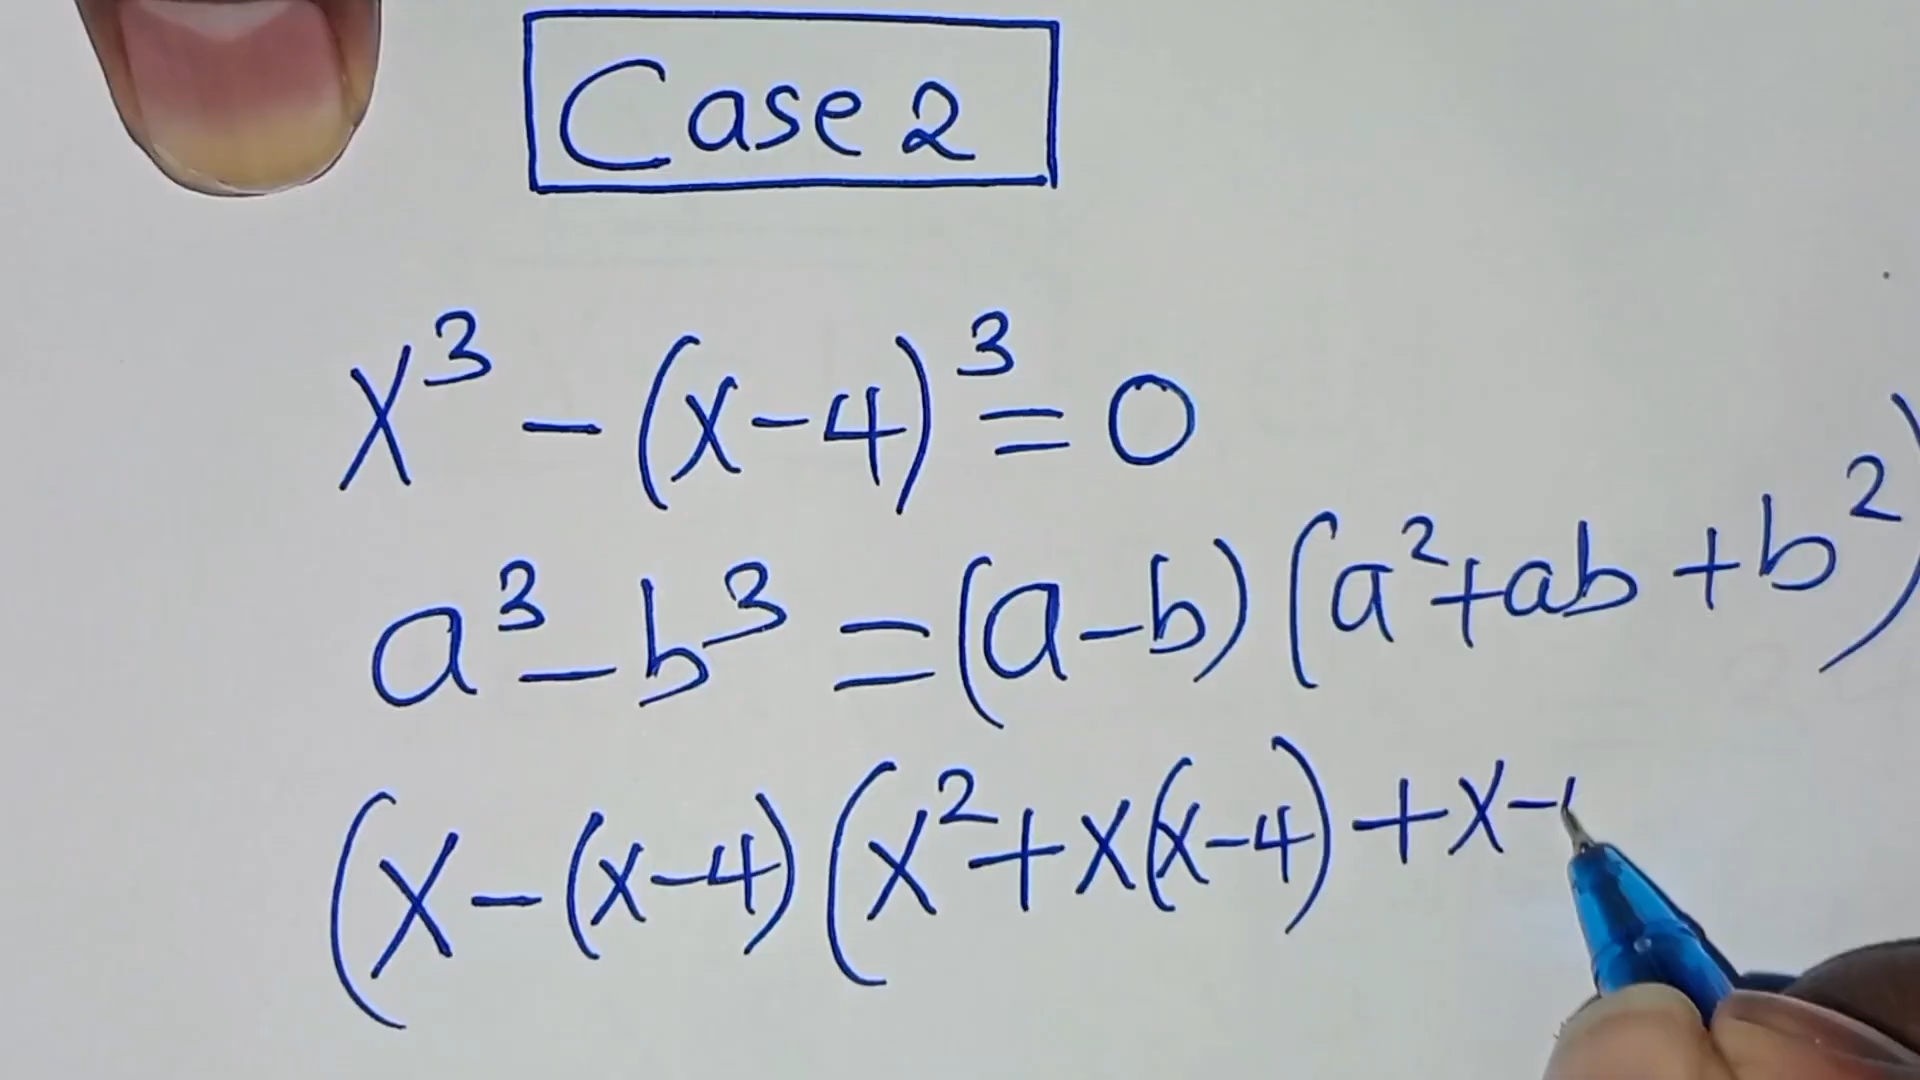 Case 2
x³ - (x-4)³ = 0
a³ - b³ = (a-b)(a²+ab+b²)
(x-(x-4)(x²+x(x-4)+x-